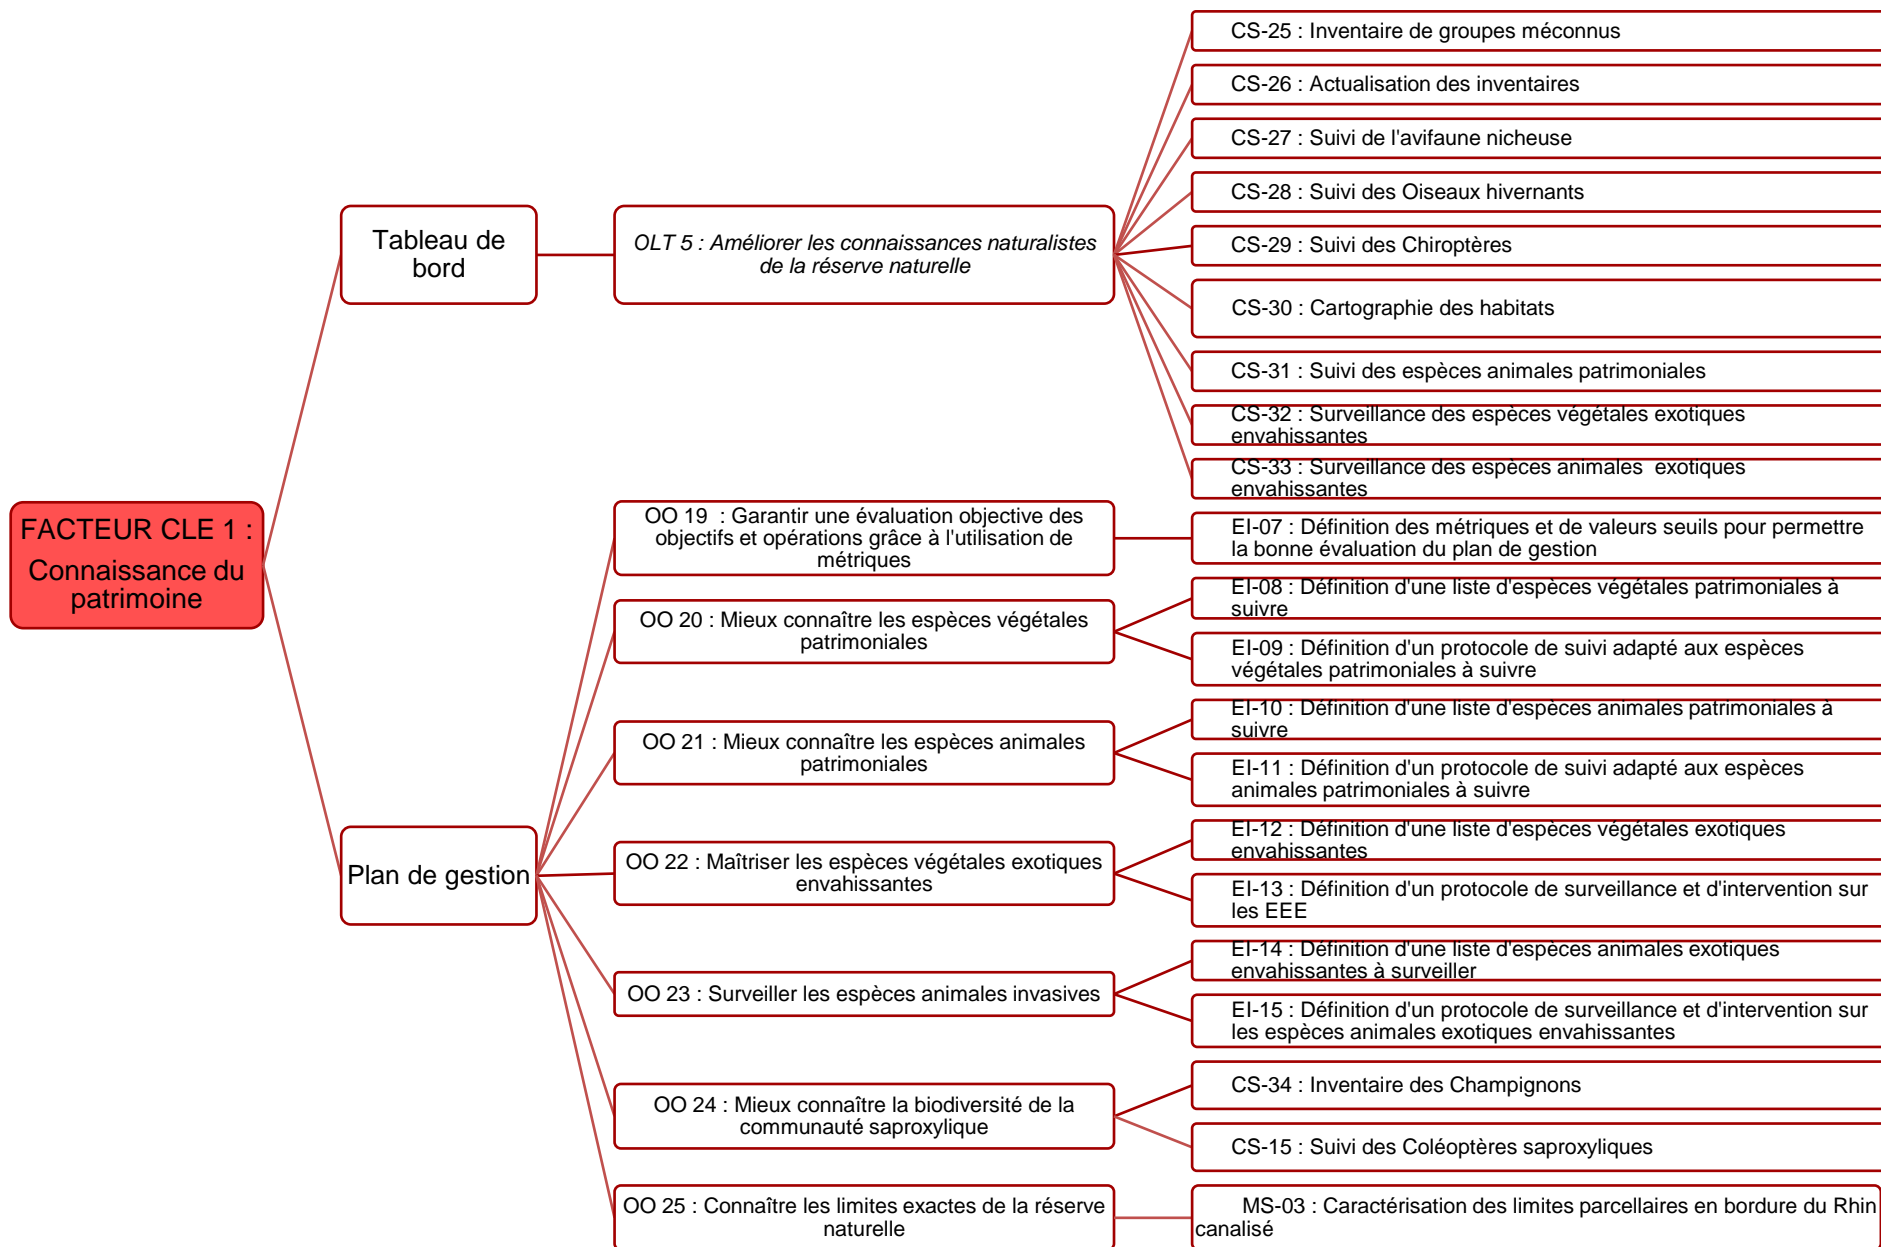 FACTEUR CLE 1 :
Connaissance du
patrimoine
Tableau de
bord
OLT 5 : Améliorer les connaissances naturalistes
de la réserve naturelle
CS-25 : Inventaire de groupes méconnus
CS-26 : Actualisation des inventaires
CS-27 : Suivi de l'avifaune nicheuse
CS-28 : Suivi des Oiseaux hivernants
CS-29 : Suivi des Chiroptères
CS-30 : Cartographie des habitats
CS-31 : Suivi des espèces animales patrimoniales
CS-32 : Surveillance des espèces végétales exotiques
envahissantes
CS-33 : Surveillance des espèces animales  exotiques
envahissantes
Plan de gestion
OO 19  : Garantir une évaluation objective des
objectifs et opérations grâce à l'utilisation de
métriques
EI-07 : Définition des métriques et de valeurs seuils pour permettre
la bonne évaluation du plan de gestion
OO 20 : Mieux connaître les espèces végétales
patrimoniales
EI-08 : Définition d'une liste d'espèces végétales patrimoniales à
suivre
EI-09 : Définition d'un protocole de suivi adapté aux espèces
végétales patrimoniales à suivre
OO 21 : Mieux connaître les espèces animales
patrimoniales
EI-10 : Définition d'une liste d'espèces animales patrimoniales à
suivre
EI-11 : Définition d'un protocole de suivi adapté aux espèces
animales patrimoniales à suivre
OO 22 : Maîtriser les espèces végétales exotiques
envahissantes
EI-12 : Définition d'une liste d'espèces végétales exotiques
envahissantes
EI-13 : Définition d'un protocole de surveillance et d'intervention sur
les EEE
OO 23 : Surveiller les espèces animales invasives
EI-14 : Définition d'une liste d'espèces animales exotiques
envahissantes à surveiller
EI-15 : Définition d'un protocole de surveillance et d'intervention sur
les espèces animales exotiques envahissantes
OO 24 : Mieux connaître la biodiversité de la
communauté saproxylique
CS-34 : Inventaire des Champignons
CS-15 : Suivi des Coléoptères saproxyliques
OO 25 : Connaître les limites exactes de la réserve
naturelle
MS-03 : Caractérisation des limites parcellaires en bordure du Rhin
canalisé